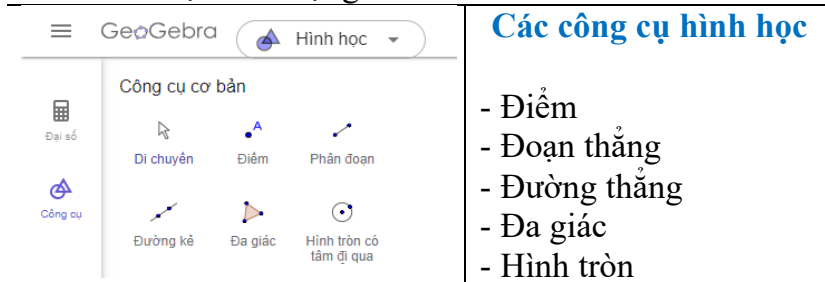 GeoGebra
Hình học
Công cụ cơ bản
Đại số
Di chuyển
Điểm
Phân đoạn
Công cụ
Đường kẻ
Đa giác
Hình tròn có
tâm đi qua
Các công cụ hình học
- Điểm
- Đoạn thẳng
- Đường thẳng
- Đa giác
- Hình tròn